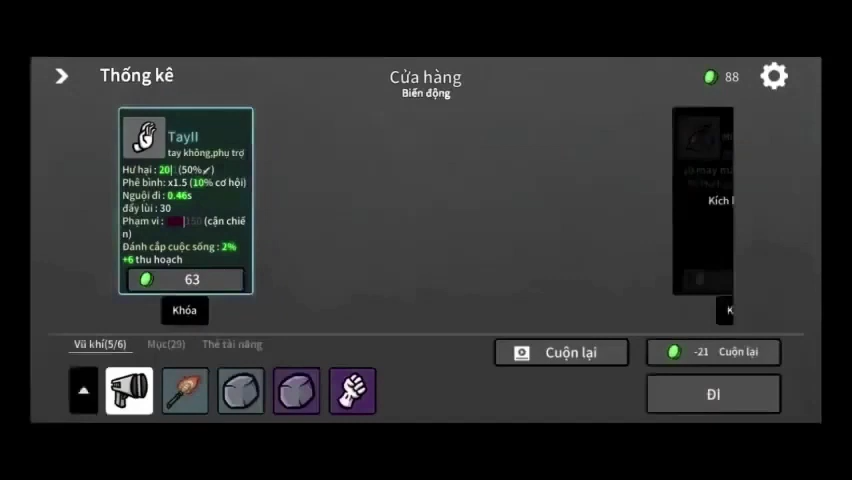 Thống kê
Cửa hàng
Biến động
88
TayII
tay không,phụ trợ
Hư hại : 20| (50%)
Phê bình: x1.5 (10% cơ hội)
Nguội đi : 0.46s
đẩy lùi : 30
Phạm vi : |150 (cận chiế
n)
Đánh cắp cuộc sống : 2%
+6 thu hoạch
63
Khóa
Kích
K
Vũ khí(5/6)
Mục(29)
Thẻ tài năng
Cuộn lại
-21 Cuộn lại
ĐI